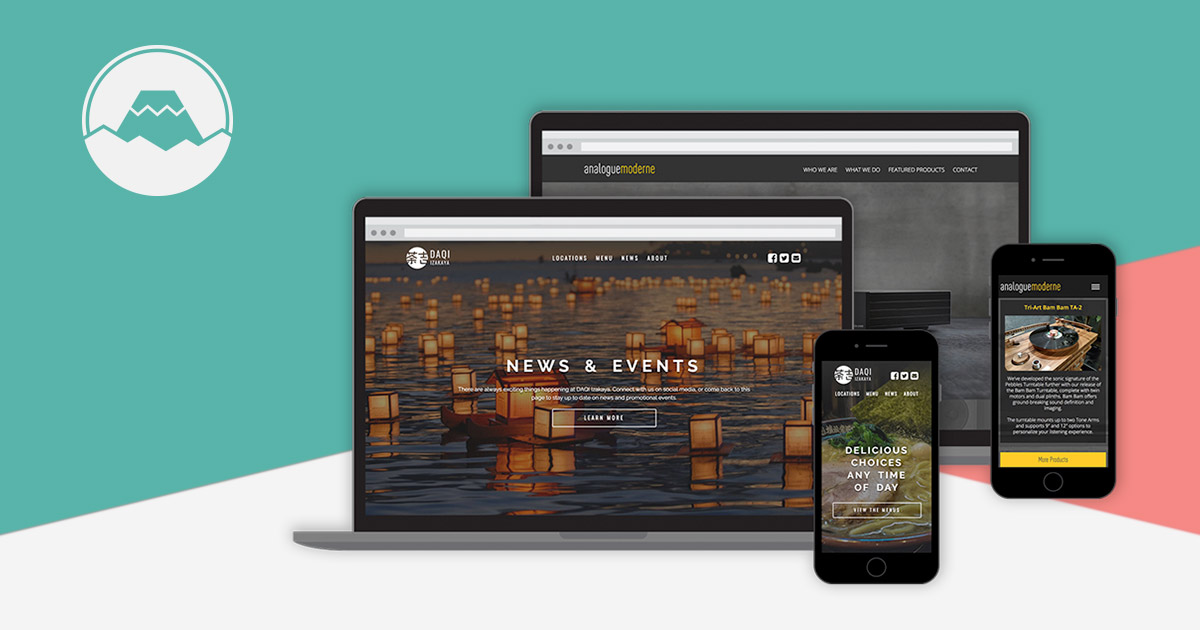 analoguemoderne
WHO WE ARE WHAT WE DO FEATURED PRODUCTS CONTACT
茶七 DAQI
IZAKAYA
LOCATIONS MENU NEWS ABOUT
NEWS & EVENTS
There are always exciting things happening at DAQI Izakaya. Connect with us on social media, or come back to this
page to stay up to date on news and promotional events.
LEARN MORE
DAQI
IZAKAYA
LOCATIONS MENU NEWS ABOUT
DELICIOUS
CHOICES
ANY TIME
OF DAY
VIEW THE MENUS
analoguemoderne
Tri-Art Bam Bam TA-2
We've developed the sonic signature of the
Pebbles Turntable further with our release of
the Bam Bam Turntable, complete with twin
motors and dual plinths. Bam Bam offers
ground-breaking sound definition and
imaging.
The turntable mounts up to two Tone Arms
and supports 9" and 12" options to
personalize your listening experience.
More Products